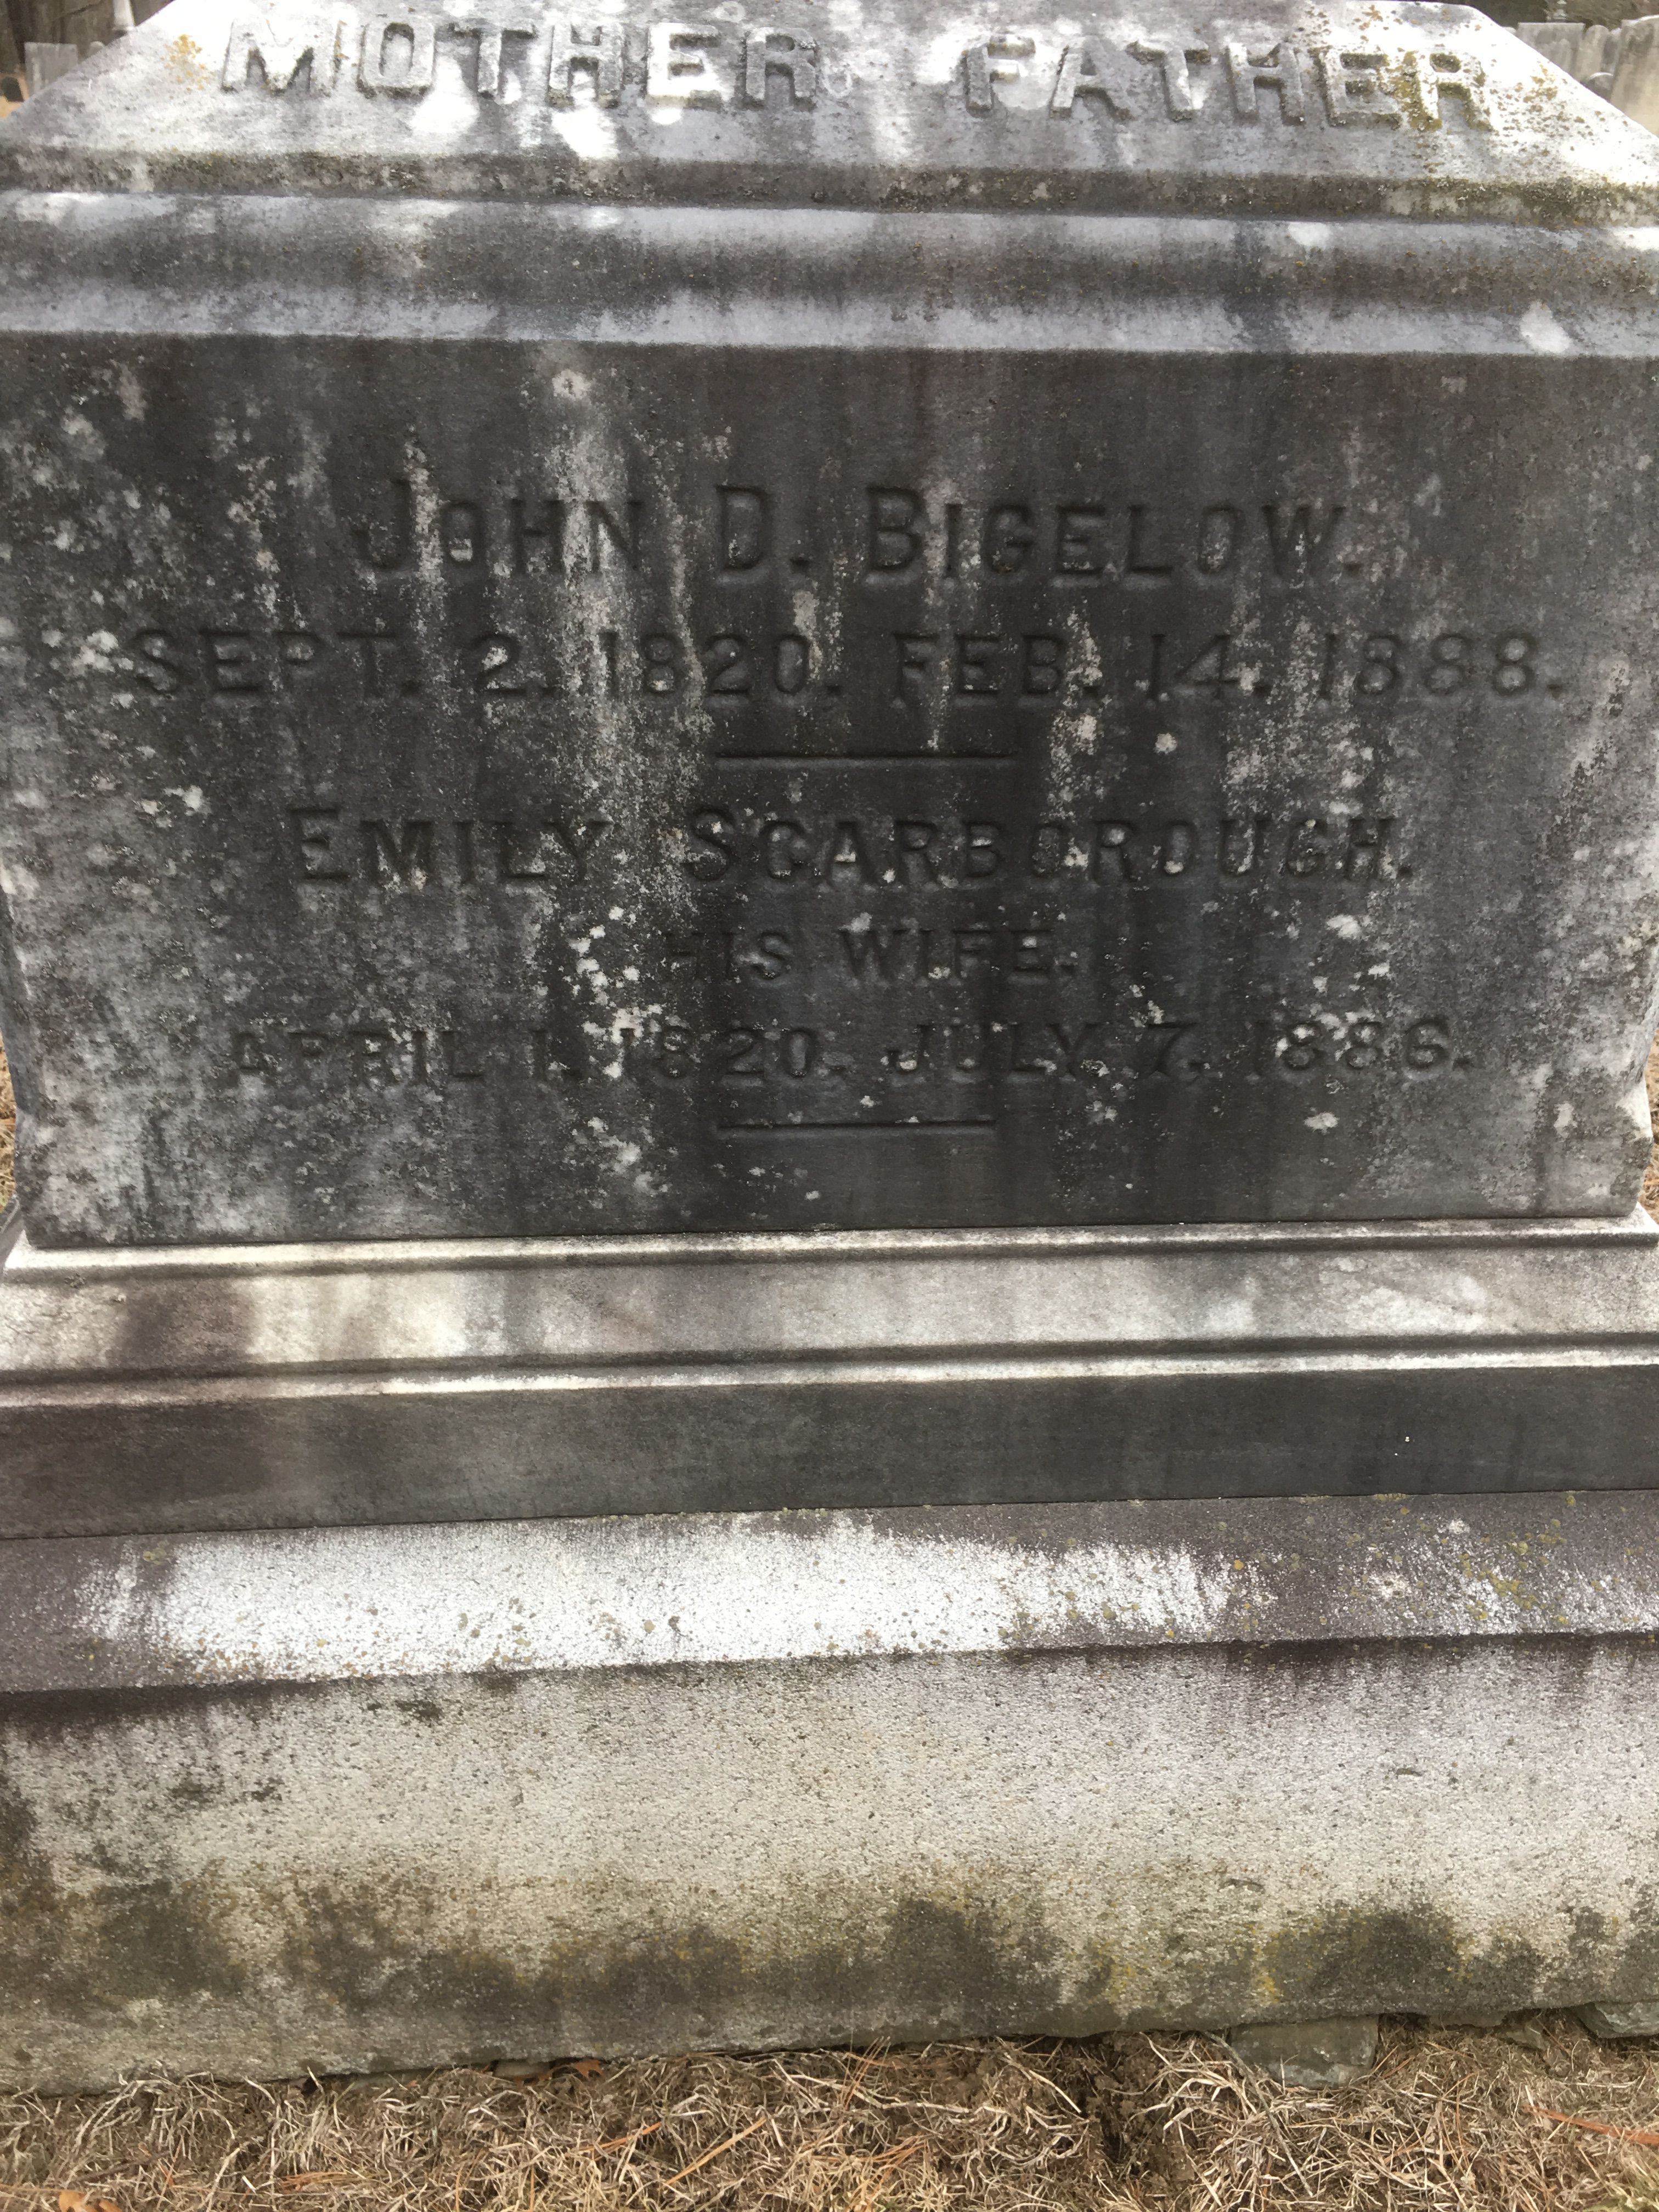 MOTHER FATHER
JOHN D. BIGELOW.
SEPT. 2, 1820. FEB. 14, 1888.
EMILY SCARBOROUGH.
HIS WIFE.
APRIL 1, 1820. JULY 7, 1886.